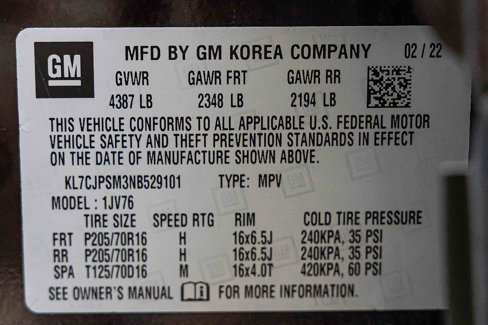 GM
MFD BY GM KOREA COMPANY 02 / 22
GVWR GAWR FRT GAWR RR
4387 LB 2348 LB 2194 LB
THIS VEHICLE CONFORMS TO ALL APPLICABLE U.S. FEDERAL MOTOR
VEHICLE SAFETY AND THEFT PREVENTION STANDARDS IN EFFECT
ON THE DATE OF MANUFACTURE SHOWN ABOVE.
KL7CJPSM3NB529101 TYPE: MPV
MODEL : 1JV76
TIRE SIZE SPEED RTG RIM COLD TIRE PRESSURE
FRT P205/70R16 H 16x6.5J 240KPA, 35 PSI
RR P205/70R16 H 16x6.5J 240KPA, 35 PSI
SPA T125/70D16 M 16x4.0T 420KPA, 60 PSI
SEE OWNER'S MANUAL i FOR MORE INFORMATION.